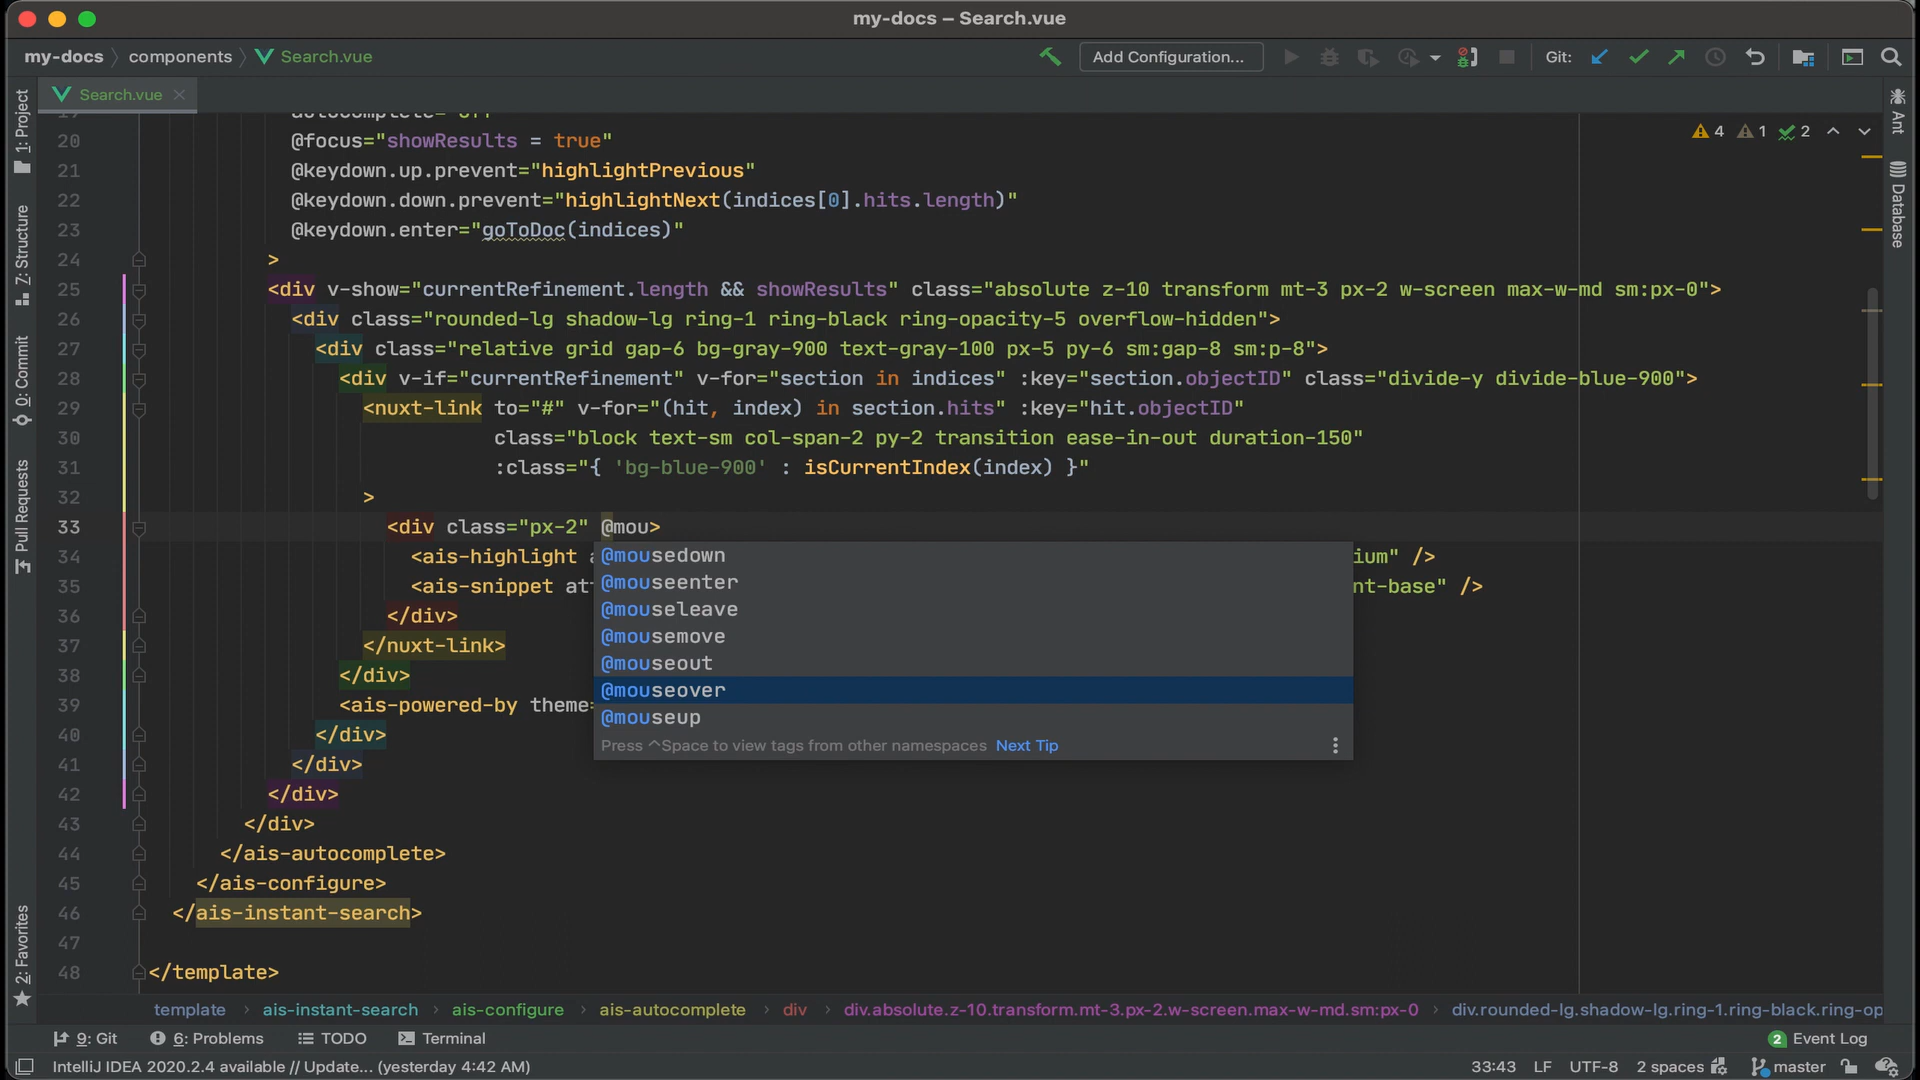 my-docs – Search.vue
my-docs components Search.vue Add Configuration... Git:
Search.vue
1: Project
7: Structure
0: Commit
Pull Requests
2: Favorites
Ant
Database
4 1 2
20 @focus="showResults = true"
21 @keydown.up.prevent="highlightPrevious"
22 @keydown.down.prevent="highlightNext(indices[0].hits.length)"
23 @keydown.enter="goToDoc(indices)"
24 >
25 <div v-show="currentRefinement.length && showResults" class="absolute z-10 transform mt-3 px-2 w-screen max-w-md sm:px-0">
26 <div class="rounded-lg shadow-lg ring-1 ring-black ring-opacity-5 overflow-hidden">
27 <div class="relative grid gap-6 bg-gray-900 text-gray-100 px-5 py-6 sm:gap-8 sm:p-8">
28 <div v-if="currentRefinement" v-for="section in indices" :key="section.objectID" class="divide-y divide-blue-900">
29 <nuxt-link to="#" v-for="(hit, index) in section.hits" :key="hit.objectID"
30 class="block text-sm col-span-2 py-2 transition ease-in-out duration-150"
31 :class="{ 'bg-blue-900' : isCurrentIndex(index) }"
32 >
33 <div class="px-2" @mou>
34 <ais-highlight ium" />
35 <ais-snippet att nt-base" />
36 </div>
37 </nuxt-link>
38 </div>
39 <ais-powered-by theme=
40 </div>
41 </div>
42 </div>
43 </div>
44 </ais-autocomplete>
45 </ais-configure>
46 </ais-instant-search>
47
48 </template>
@mousedown
@mouseenter
@mouseleave
@mousemove
@mouseout
@mouseover
@mouseup
Press ^Space to view tags from other namespaces Next Tip
template ais-instant-search ais-configure ais-autocomplete div div.absolute.z-10.transform.mt-3.px-2.w-screen.max-w-md.sm:px-0 div.rounded-lg.shadow-lg.ring-1.ring-black.ring-op
9: Git 6: Problems TODO Terminal 2 Event Log
IntelliJ IDEA 2020.2.4 available // Update... (yesterday 4:42 AM) 33:43 LF UTF-8 2 spaces master